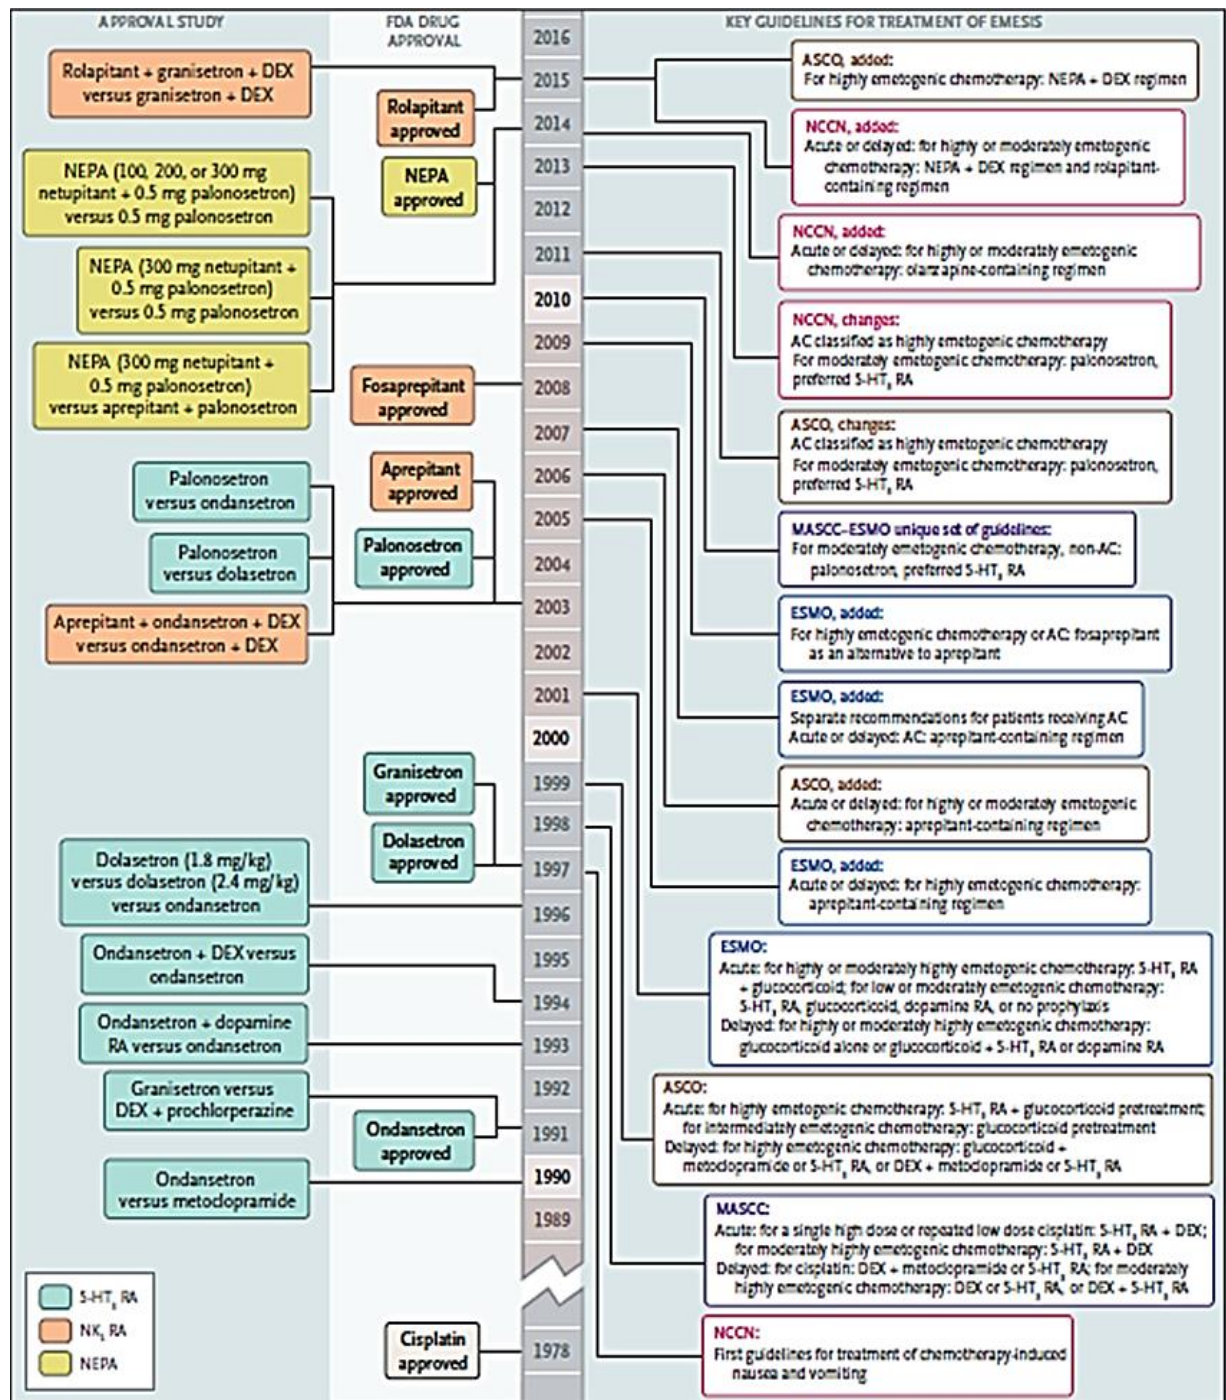 APPROVAL STUDY
FDA DRUG
APPROVAL
KEY GUIDELINES FOR TREATMENT OF EMESIS
Rolapitant + granisetron + DEX
versus granisetron + DEX
NEPA (100, 200, or 300 mg
netupitant + 0.5 mg palonosetron)
versus 0.5 mg palonosetron
NEPA (300 mg netupitant +
0.5 mg palonosetron)
versus 0.5 mg palonosetron
NEPA (300 mg netupitant +
0.5 mg palonosetron)
versus aprepitant + palonosetron
Palonosetron
versus ondansetron
Palonosetron
versus dolasetron
Aprepitant + ondansetron + DEX
versus ondansetron + DEX
Dolasetron (1.8 mg/kg)
versus dolasetron (2.4 mg/kg)
versus ondansetron
Ondansetron + DEX versus
ondansetron
Ondansetron + dopamine
RA versus ondansetron
Granisetron versus
DEX + prochlorperazine
Ondansetron
versus metoclopramide
5-HT3 RA
NK1 RA
NEPA
Rolapitant
approved
NEPA
approved
Fosaprepitant
approved
Aprepitant
approved
Palonosetron
approved
Granisetron
approved
Dolasetron
approved
Ondansetron
approved
Cisplatin
approved
2016
2015
2014
2013
2012
2011
2010
2009
2008
2007
2006
2005
2004
2003
2002
2001
2000
1999
1998
1997
1996
1995
1994
1993
1992
1991
1990
1989
1978
ASCO, added:
For highly emetogenic chemotherapy: NEPA + DEX regimen
NCCN, added:
Acute or delayed: for highly or moderately emetogenic
chemotherapy: NEPA + DEX regimen and rolapitant-
containing regimen
NCCN, added:
Acute or delayed: for highly or moderately emetogenic
chemotherapy: olanzapine-containing regimen
NCCN, changes:
AC classified as highly emetogenic chemotherapy
For moderately emetogenic chemotherapy: palonosetron,
preferred 5-HT3 RA
ASCO, changes:
AC classified as highly emetogenic chemotherapy
For moderately emetogenic chemotherapy: palonosetron,
preferred 5-HT3 RA
MASCC–ESMO unique set of guidelines:
For moderately emetogenic chemotherapy, non-AC:
palonosetron, preferred 5-HT3 RA
ESMO, added:
For highly emetogenic chemotherapy or AC: fosaprepitant
as an alternative to aprepitant
ESMO, added:
Separate recommendations for patients receiving AC
Acute or delayed: AC: aprepitant-containing regimen
ASCO, added:
Acute or delayed: for highly or moderately emetogenic
chemotherapy: aprepitant-containing regimen
ESMO, added:
Acute or delayed: for highly emetogenic chemotherapy:
aprepitant-containing regimen
ESMO:
Acute: for highly or moderately highly emetogenic chemotherapy: 5-HT3 RA
+ glucocorticoid; for low or moderately emetogenic chemotherapy:
5-HT3 RA, glucocorticoid, dopamine RA, or no prophylaxis
Delayed: for highly or moderately highly emetogenic chemotherapy:
glucocorticoid alone or glucocorticoid + 5-HT3 RA or dopamine RA
ASCO:
Acute: for highly emetogenic chemotherapy: 5-HT3 RA + glucocorticoid pretreatment;
for intermediately emetogenic chemotherapy: glucocorticoid pretreatment
Delayed: for highly emetogenic chemotherapy: glucocorticoid +
metoclopramide or 5-HT3 RA, or DEX + metoclopramide or 5-HT3 RA
MASCC:
Acute: for a single high dose or repeated low dose cisplatin: 5-HT3 RA + DEX;
for moderately highly emetogenic chemotherapy: 5-HT3 RA + DEX
Delayed: for cisplatin: DEX + metoclopramide or 5-HT3 RA; for moderately
highly emetogenic chemotherapy: DEX or 5-HT3 RA, or DEX + 5-HT3 RA
NCCN:
First guidelines for treatment of chemotherapy-induced
nausea and vomiting